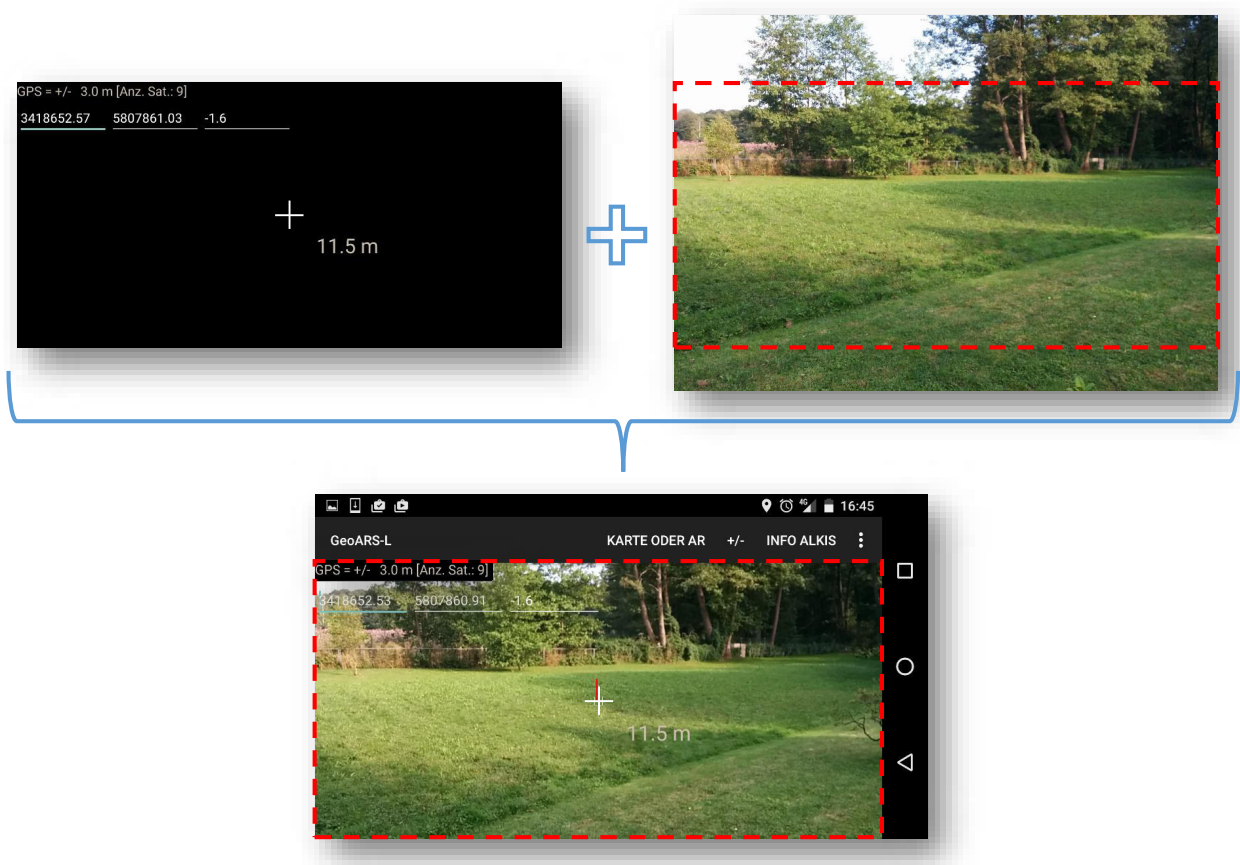 GPS = +/- 3.0 m [Anz. Sat.: 9]
3418652.57 5807861.03 -1.6
11.5 m
4G 16:45
GeoARS-L KARTE ODER AR +/- INFO ALKIS
GPS = +/- 3.0 m [Anz. Sat.: 9]
3418652.53 5807860.91 -1.6
11.5 m